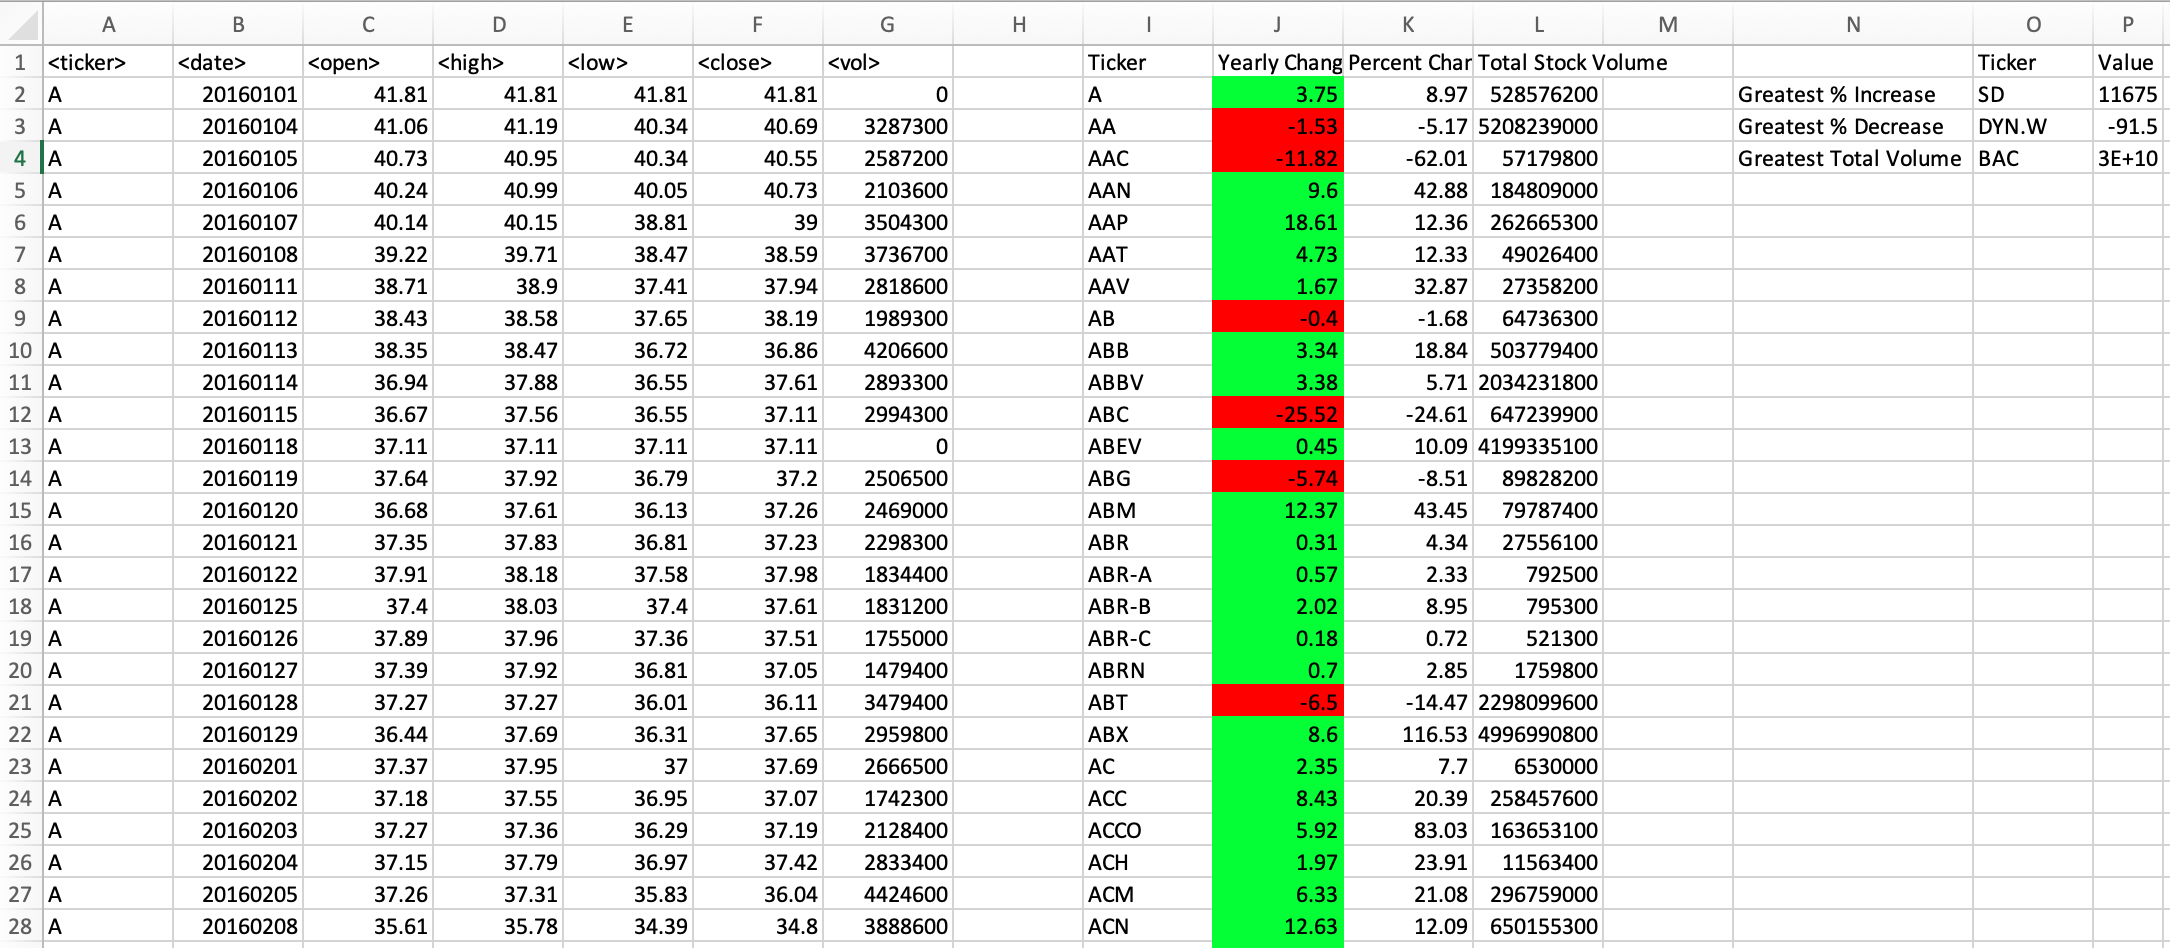 A B C D E F G H I J K L M N O P
1 <ticker> <date> <open> <high> <low> <close> <vol> Ticker Yearly Chang Percent Char Total Stock Volume Ticker Value
2 A 20160101 41.81 41.81 41.81 41.81 0 A 3.75 8.97 528576200 Greatest % Increase SD 11675
3 A 20160104 41.06 41.19 40.34 40.69 3287300 AA -1.53 -5.17 5208239000 Greatest % Decrease DYN.W -91.5
4 A 20160105 40.73 40.95 40.34 40.55 2587200 AAC -11.82 -62.01 57179800 Greatest Total Volume BAC 3E+10
5 A 20160106 40.24 40.99 40.05 40.73 2103600 AAN 9.6 42.88 184809000
6 A 20160107 40.14 40.15 38.81 39 3504300 AAP 18.61 12.36 262665300
7 A 20160108 39.22 39.71 38.47 38.59 3736700 AAT 4.73 12.33 49026400
8 A 20160111 38.71 38.9 37.41 37.94 2818600 AAV 1.67 32.87 27358200
9 A 20160112 38.43 38.58 37.65 38.19 1989300 AB -0.4 -1.68 64736300
10 A 20160113 38.35 38.47 36.72 36.86 4206600 ABB 3.34 18.84 503779400
11 A 20160114 36.94 37.88 36.55 37.61 2893300 ABBV 3.38 5.71 2034231800
12 A 20160115 36.67 37.56 36.55 37.11 2994300 ABC -25.52 -24.61 647239900
13 A 20160118 37.11 37.11 37.11 37.11 0 ABEV 0.45 10.09 4199335100
14 A 20160119 37.64 37.92 36.79 37.2 2506500 ABG -5.74 -8.51 89828200
15 A 20160120 36.68 37.61 36.13 37.26 2469000 ABM 12.37 43.45 79787400
16 A 20160121 37.35 37.83 36.81 37.23 2298300 ABR 0.31 4.34 27556100
17 A 20160122 37.91 38.18 37.58 37.98 1834400 ABR-A 0.57 2.33 792500
18 A 20160125 37.4 38.03 37.4 37.61 1831200 ABR-B 2.02 8.95 795300
19 A 20160126 37.89 37.96 37.36 37.51 1755000 ABR-C 0.18 0.72 521300
20 A 20160127 37.39 37.92 36.81 37.05 1479400 ABRN 0.7 2.85 1759800
21 A 20160128 37.27 37.27 36.01 36.11 3479400 ABT -6.5 -14.47 2298099600
22 A 20160129 36.44 37.69 36.31 37.65 2959800 ABX 8.6 116.53 4996990800
23 A 20160201 37.37 37.95 37 37.69 2666500 AC 2.35 7.7 6530000
24 A 20160202 37.18 37.55 36.95 37.07 1742300 ACC 8.43 20.39 258457600
25 A 20160203 37.27 37.36 36.29 37.19 2128400 ACCO 5.92 83.03 163653100
26 A 20160204 37.15 37.79 36.97 37.42 2833400 ACH 1.97 23.91 11563400
27 A 20160205 37.26 37.31 35.83 36.04 4424600 ACM 6.33 21.08 296759000
28 A 20160208 35.61 35.78 34.39 34.8 3888600 ACN 12.63 12.09 650155300